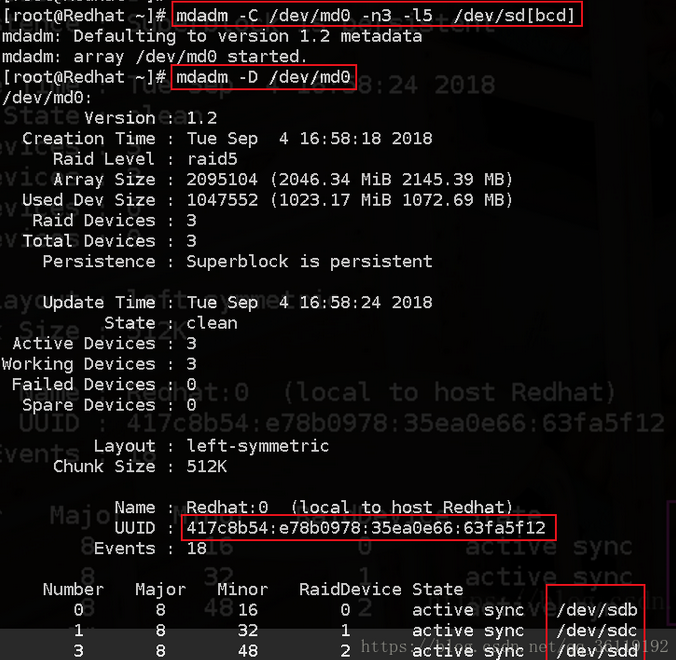 [root@Redhat ~]# mdadm -C /dev/md0 -n3 -l5  /dev/sd[bcd]
mdadm: Defaulting to version 1.2 metadata
mdadm: array /dev/md0 started.
[root@Redhat ~]# mdadm -D /dev/md0
/dev/md0:
Version : 1.2
Creation Time : Tue Sep  4 16:58:18 2018
Raid Level : raid5
Array Size : 2095104 (2046.34 MiB 2145.39 MB)
Used Dev Size : 1047552 (1023.17 MiB 1072.69 MB)
Raid Devices : 3
Total Devices : 3
Persistence : Superblock is persistent
Update Time : Tue Sep  4 16:58:24 2018
State : clean
Active Devices : 3
Working Devices : 3
Failed Devices : 0
Spare Devices : 0
Layout : left-symmetric
Chunk Size : 512K
Name : Redhat:0  (local to host Redhat)
UUID : 417c8b54:e78b0978:35ea0e66:63fa5f12
Events : 18
Number   Major   Minor   RaidDevice State
0       8       16        0      active sync   /dev/sdb
1       8       32        1      active sync   /dev/sdc
3       8       48        2      active sync   /dev/sdd